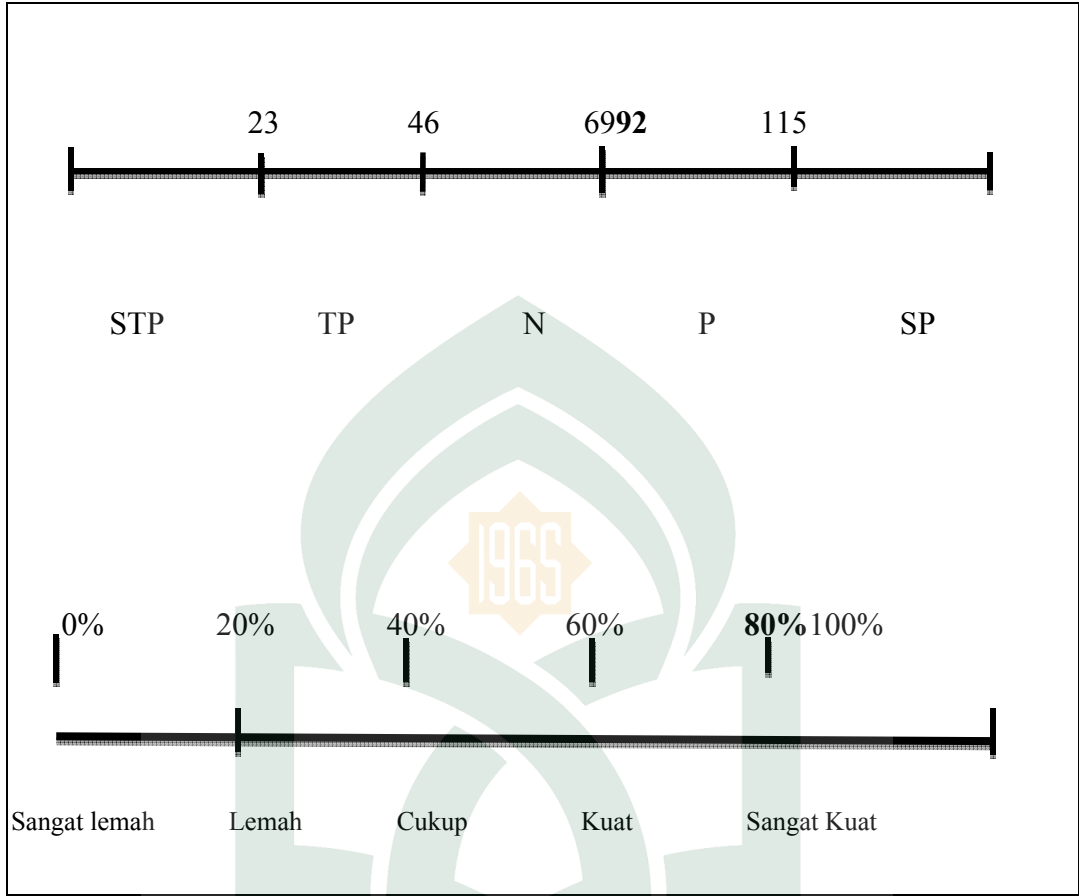 23 46 6992 115
STP TP N P SP
1965
0% 20% 40% 60% 80% 100%
Sangat lemah Lemah Cukup Kuat Sangat Kuat